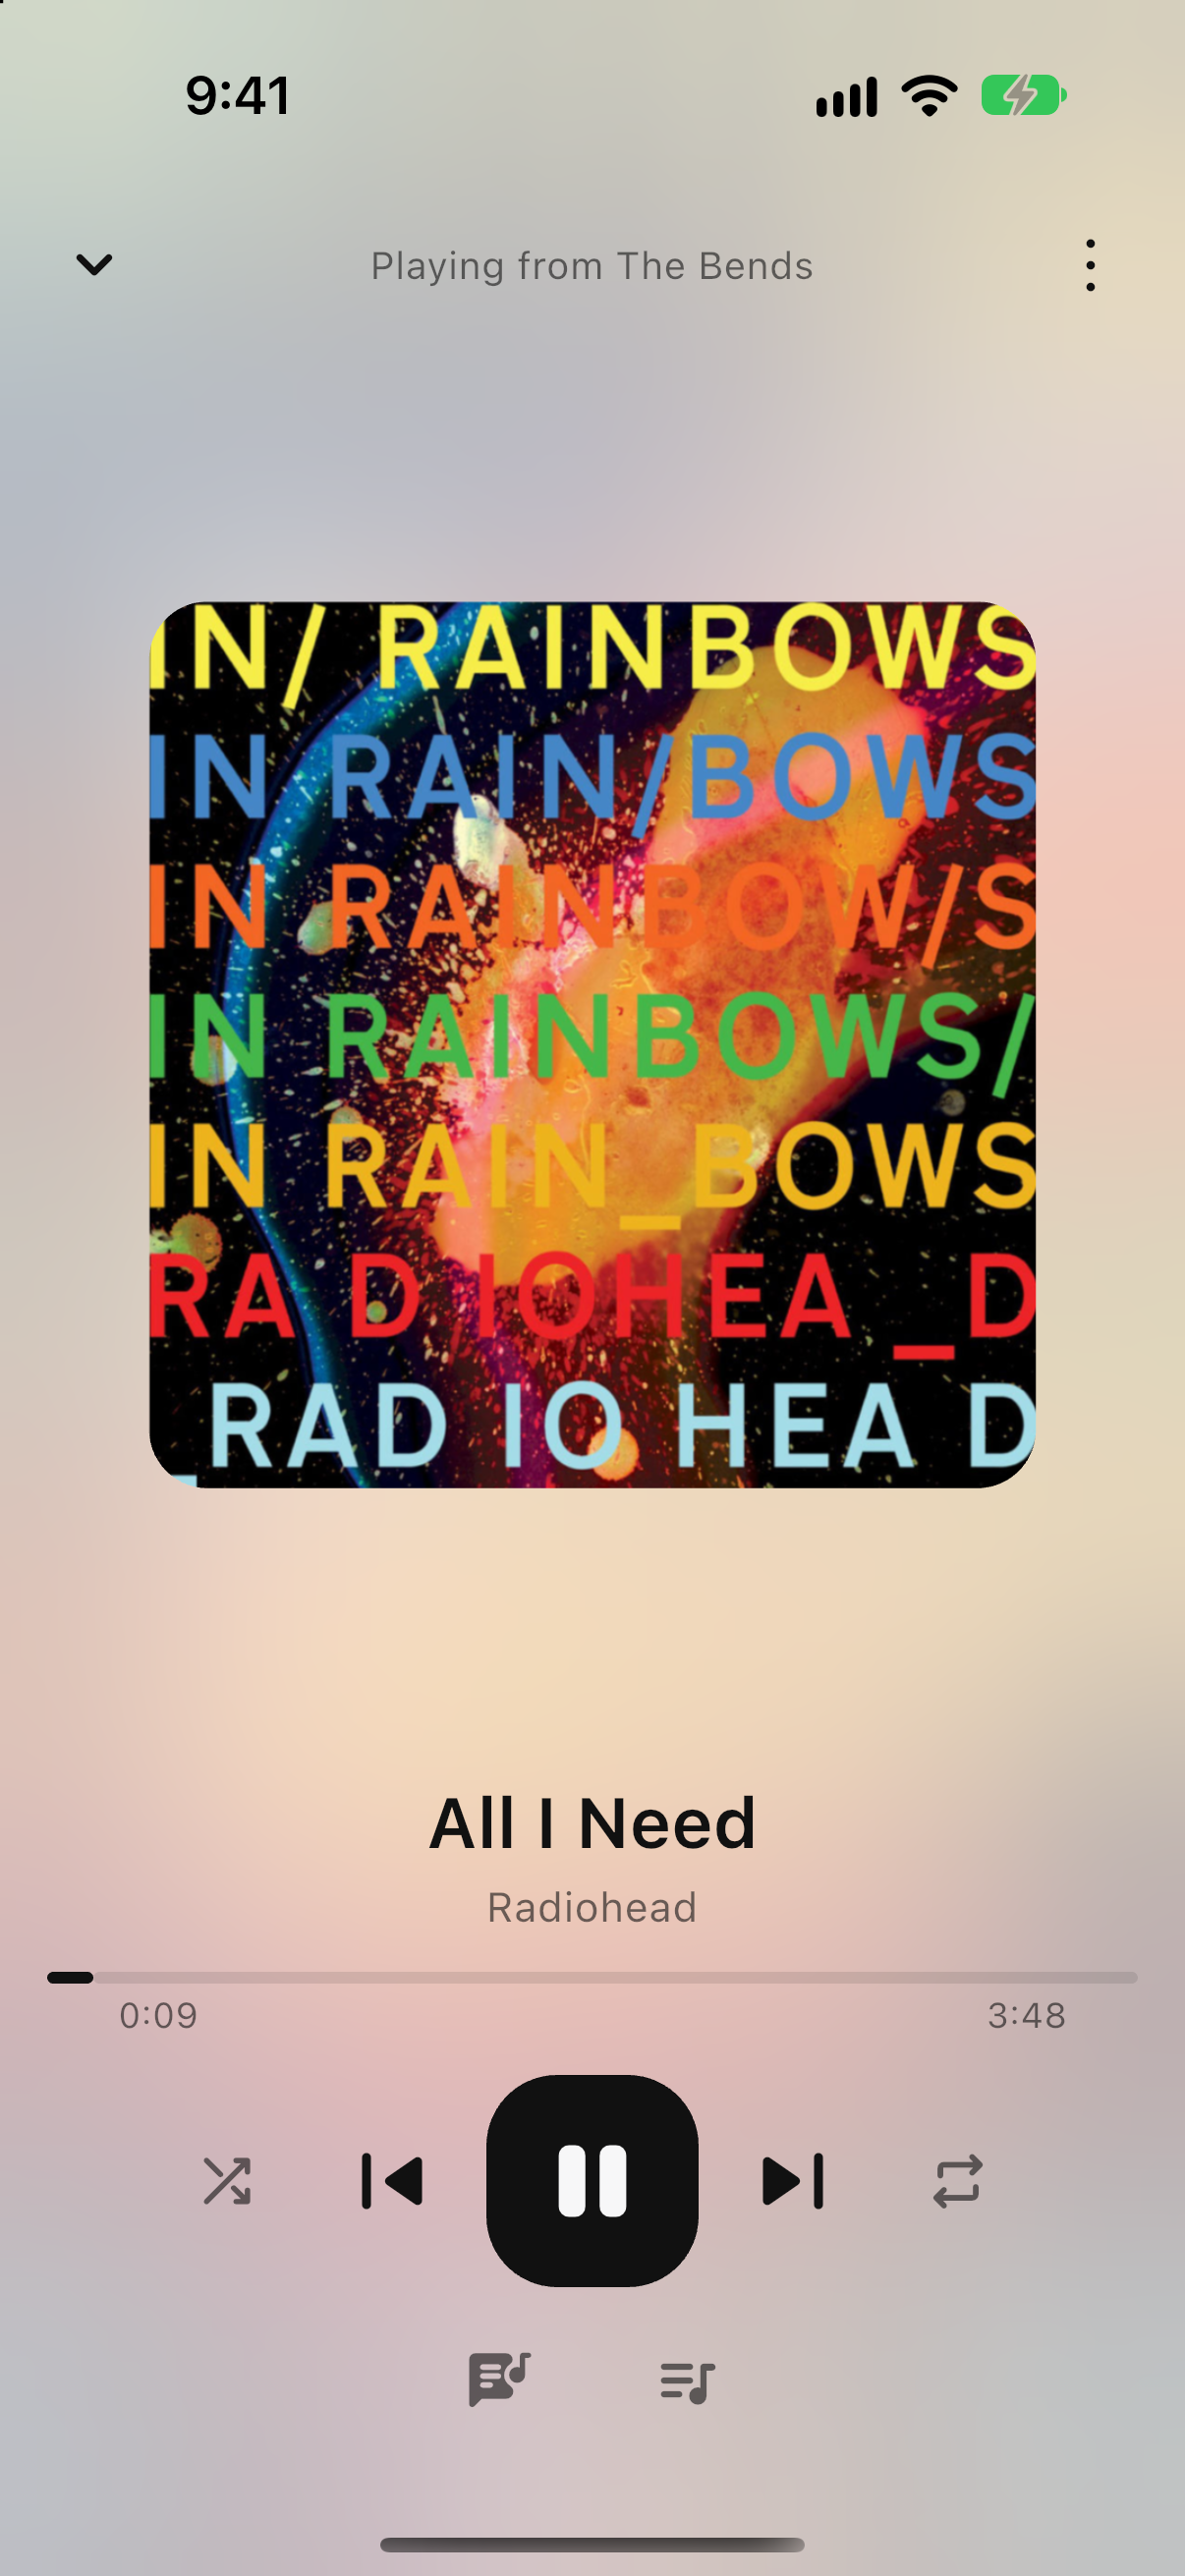 9:41
Playing from The Bends
IN/ RAINBOWS
IN RAIN/BOWS
IN RAINBOW/S
IN RAINBOWS/
IN RAIN_BOWS
RA D IOHEA_D
_RAD IO HEA D
All I Need
Radiohead
0:09 3:48